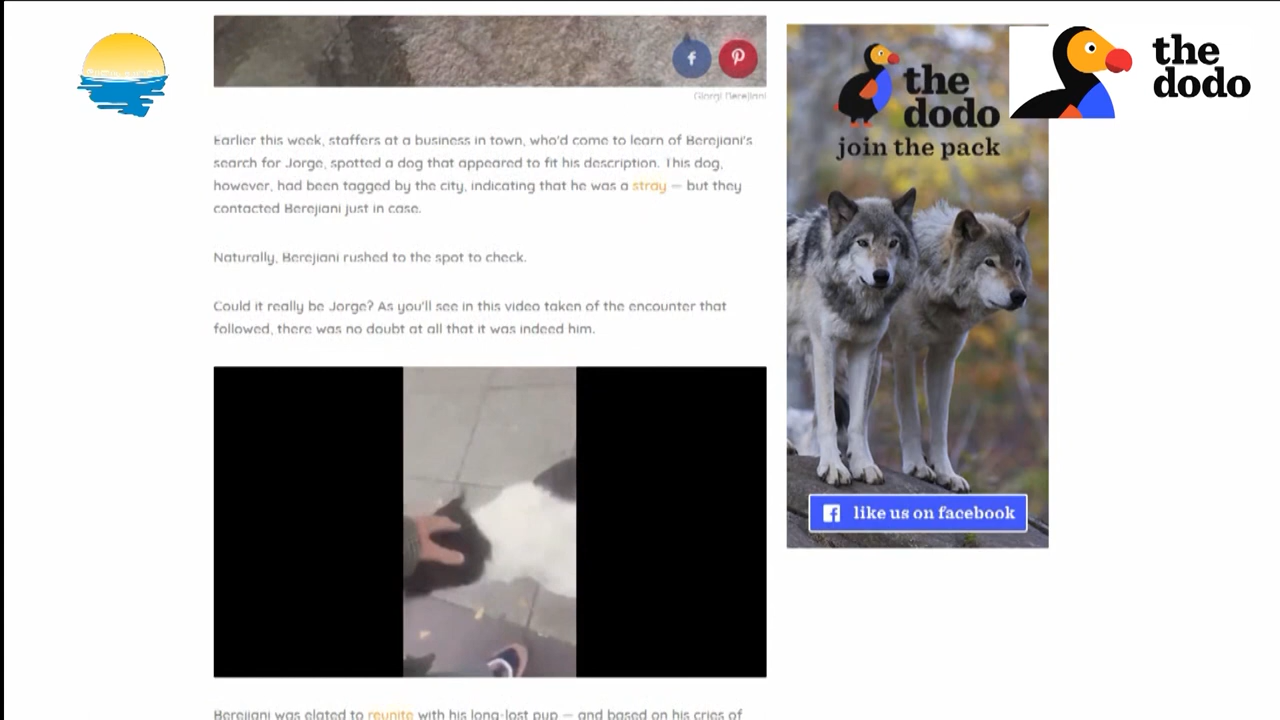 Giorgi Berejiani
Earlier this week, staffers at a business in town, who'd come to learn of Berejiani's
search for Jorge, spotted a dog that appeared to fit his description. This dog,
however, had been tagged by the city, indicating that he was a stray — but they
contacted Berejiani just in case.
Naturally, Berejiani rushed to the spot to check.
Could it really be Jorge? As you'll see in this video taken of the encounter that
followed, there was no doubt at all that it was indeed him.
Berejiani was elated to reunite with his long-lost pup — and based on his cries of
the
dodo
join the pack
like us on facebook
the
dodo